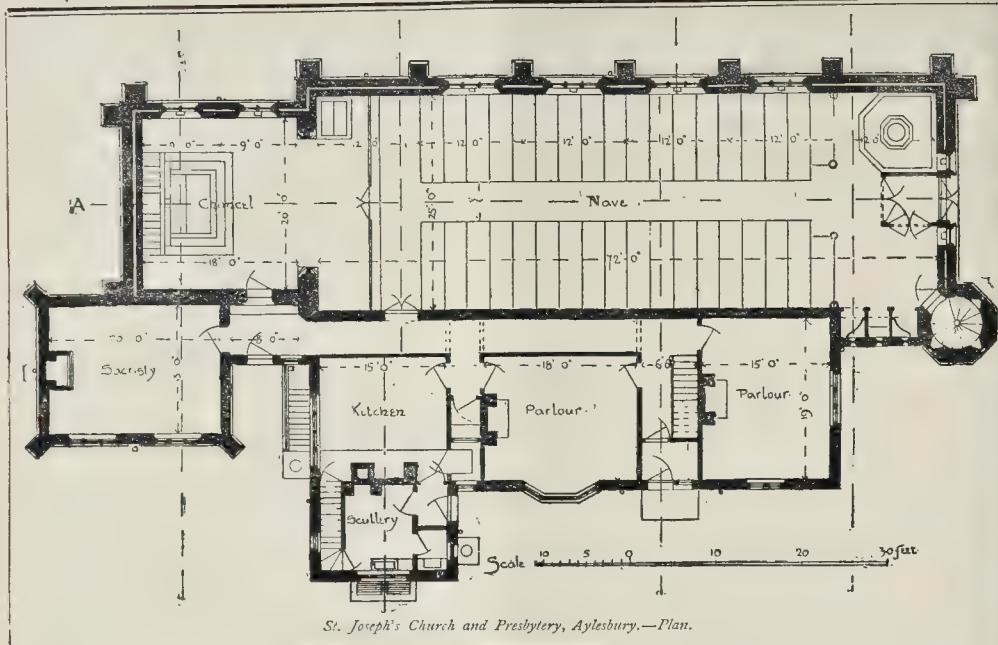 9' 0"
12' 0"
12' 0"
12' 0"
12' 0"
A
Chancel
20' 0"
25' 0"
Nave
18' 0"
72' 0"
Sacristy
15' 0"
18' 0"
6' 0"
15' 0"
Kitchen
Parlour
Parlour
Scullery
Scale 10 5 0 10 20 30 feet
St. Joseph's Church and Presbytery, Aylesbury.—Plan.